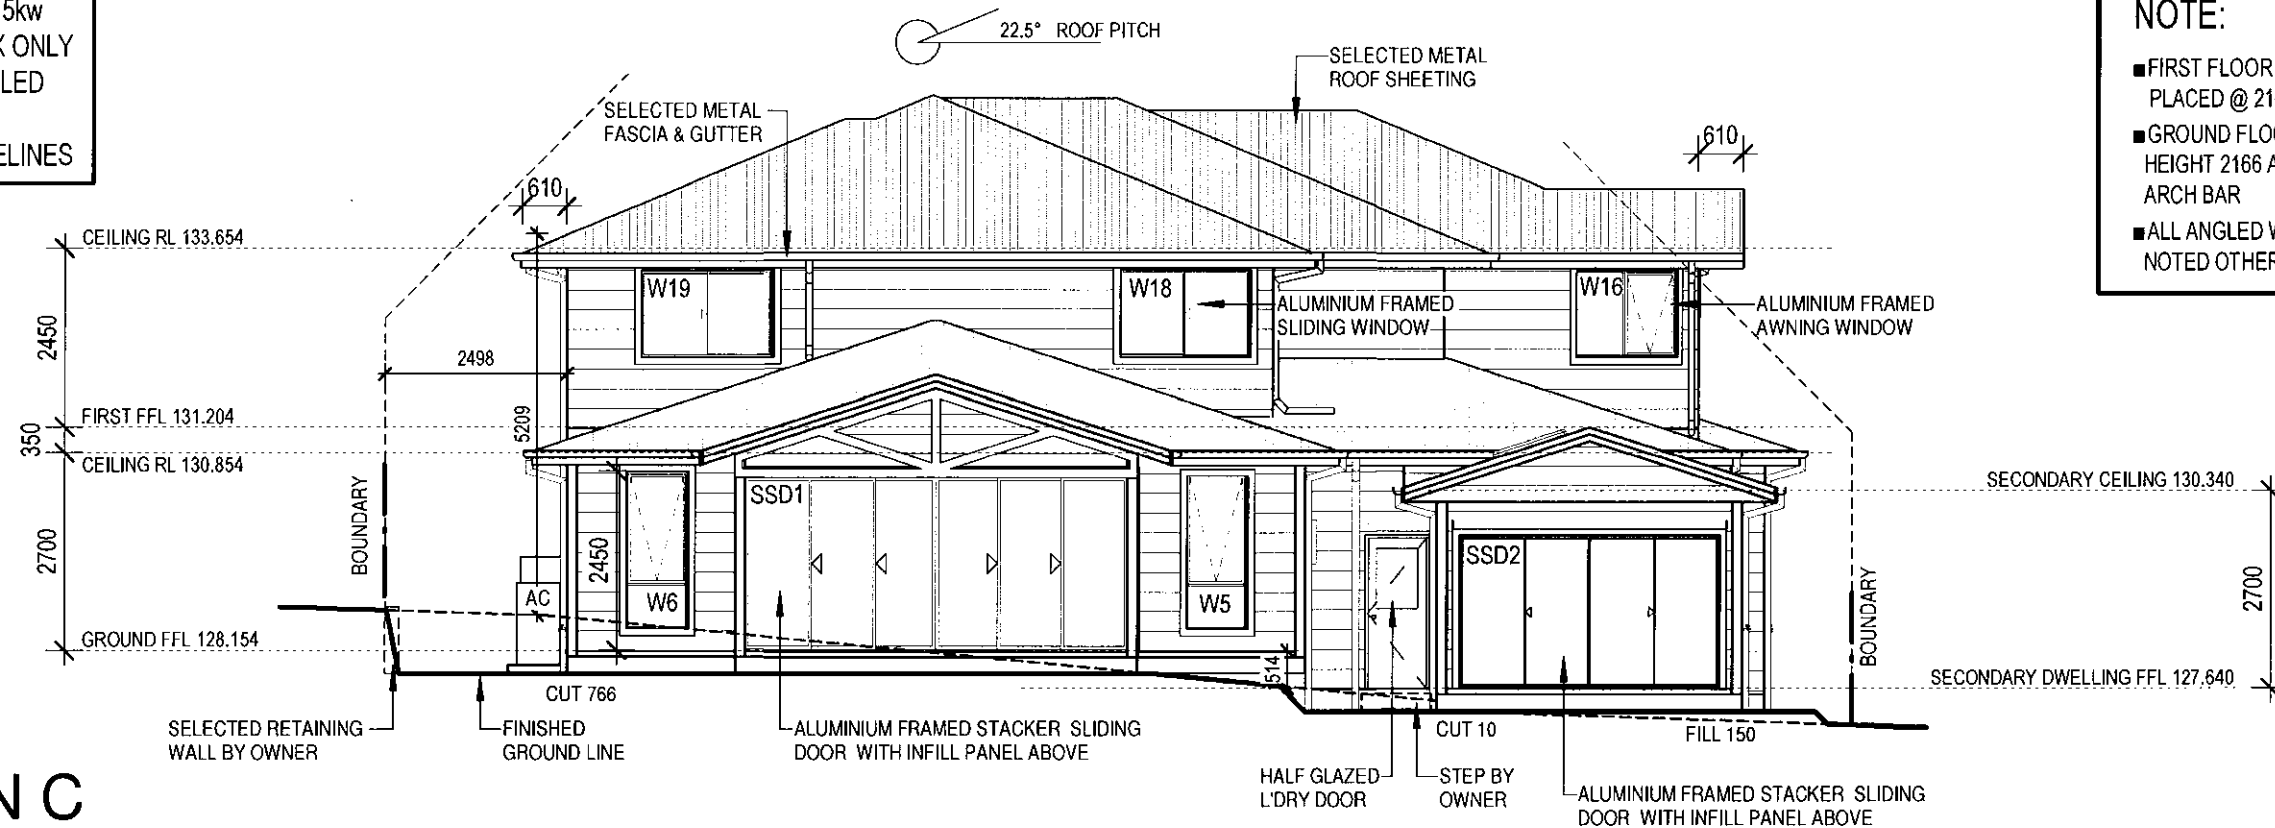 5kw
ONLY
LED
ELINES
22.5° ROOF PITCH
SELECTED METAL
ROOF SHEETING
SELECTED METAL
FASCIA & GUTTER
610
610
NOTE:
■FIRST FLOOR
PLACED @ 21
■GROUND FLOO
HEIGHT 2166 A
ARCH BAR
■ALL ANGLED W
NOTED OTHER
CEILING RL 133.654
2450
2498
FIRST FFL 131.204
350
CEILING RL 130.854
5209
2700
GROUND FFL 128.154
BOUNDARY
W19
W18
W16
ALUMINIUM FRAMED
SLIDING WINDOW
ALUMINIUM FRAMED
AWNING WINDOW
SSD1
2450
W6
W5
AC
514
SSD2
BOUNDARY
SECONDARY CEILING 130.340
2700
SECONDARY DWELLING FFL 127.640
CUT 766
CUT 10
FILL 150
SELECTED RETAINING
WALL BY OWNER
FINISHED
GROUND LINE
ALUMINIUM FRAMED STACKER SLIDING
DOOR WITH INFILL PANEL ABOVE
HALF GLAZED
L'DRY DOOR
STEP BY
OWNER
ALUMINIUM FRAMED STACKER SLIDING
DOOR WITH INFILL PANEL ABOVE
N C